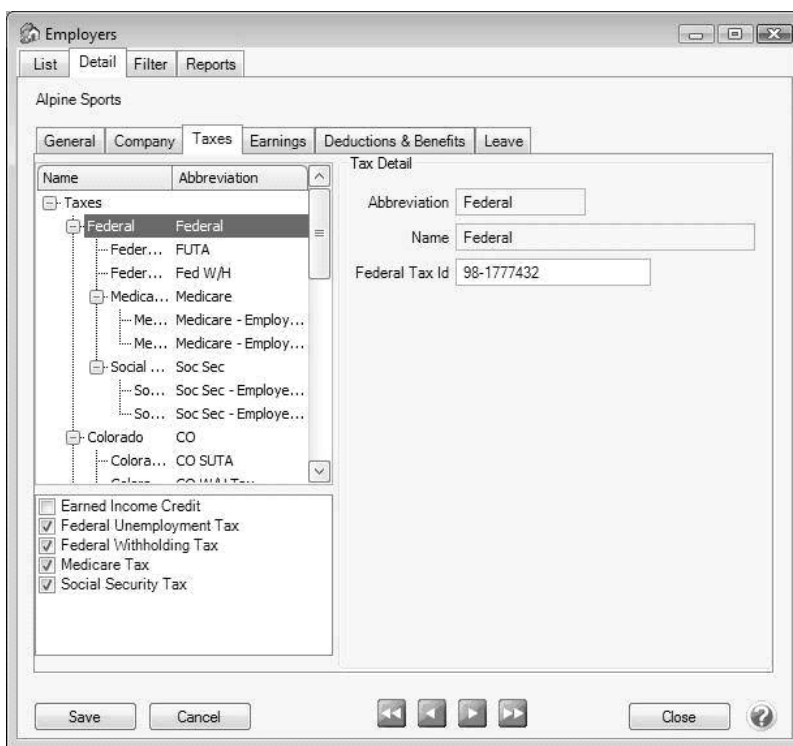 Employers
List Detail Filter Reports
Alpine Sports
General Company Taxes Earnings Deductions & Benefits Leave
Name Abbreviation
Taxes
Federal Federal
Feder... FUTA
Feder... Fed W/H
Medica... Medicare
Me... Medicare - Employ...
Me... Medicare - Employ...
Social ... Soc Sec
So... Soc Sec - Employe...
So... Soc Sec - Employe...
Colorado CO
Colora... CO SUTA
Tax Detail
Abbreviation Federal
Name Federal
Federal Tax Id 98-1777432
Earned Income Credit
Federal Unemployment Tax
Federal Withholding Tax
Medicare Tax
Social Security Tax
Save Cancel Close ?